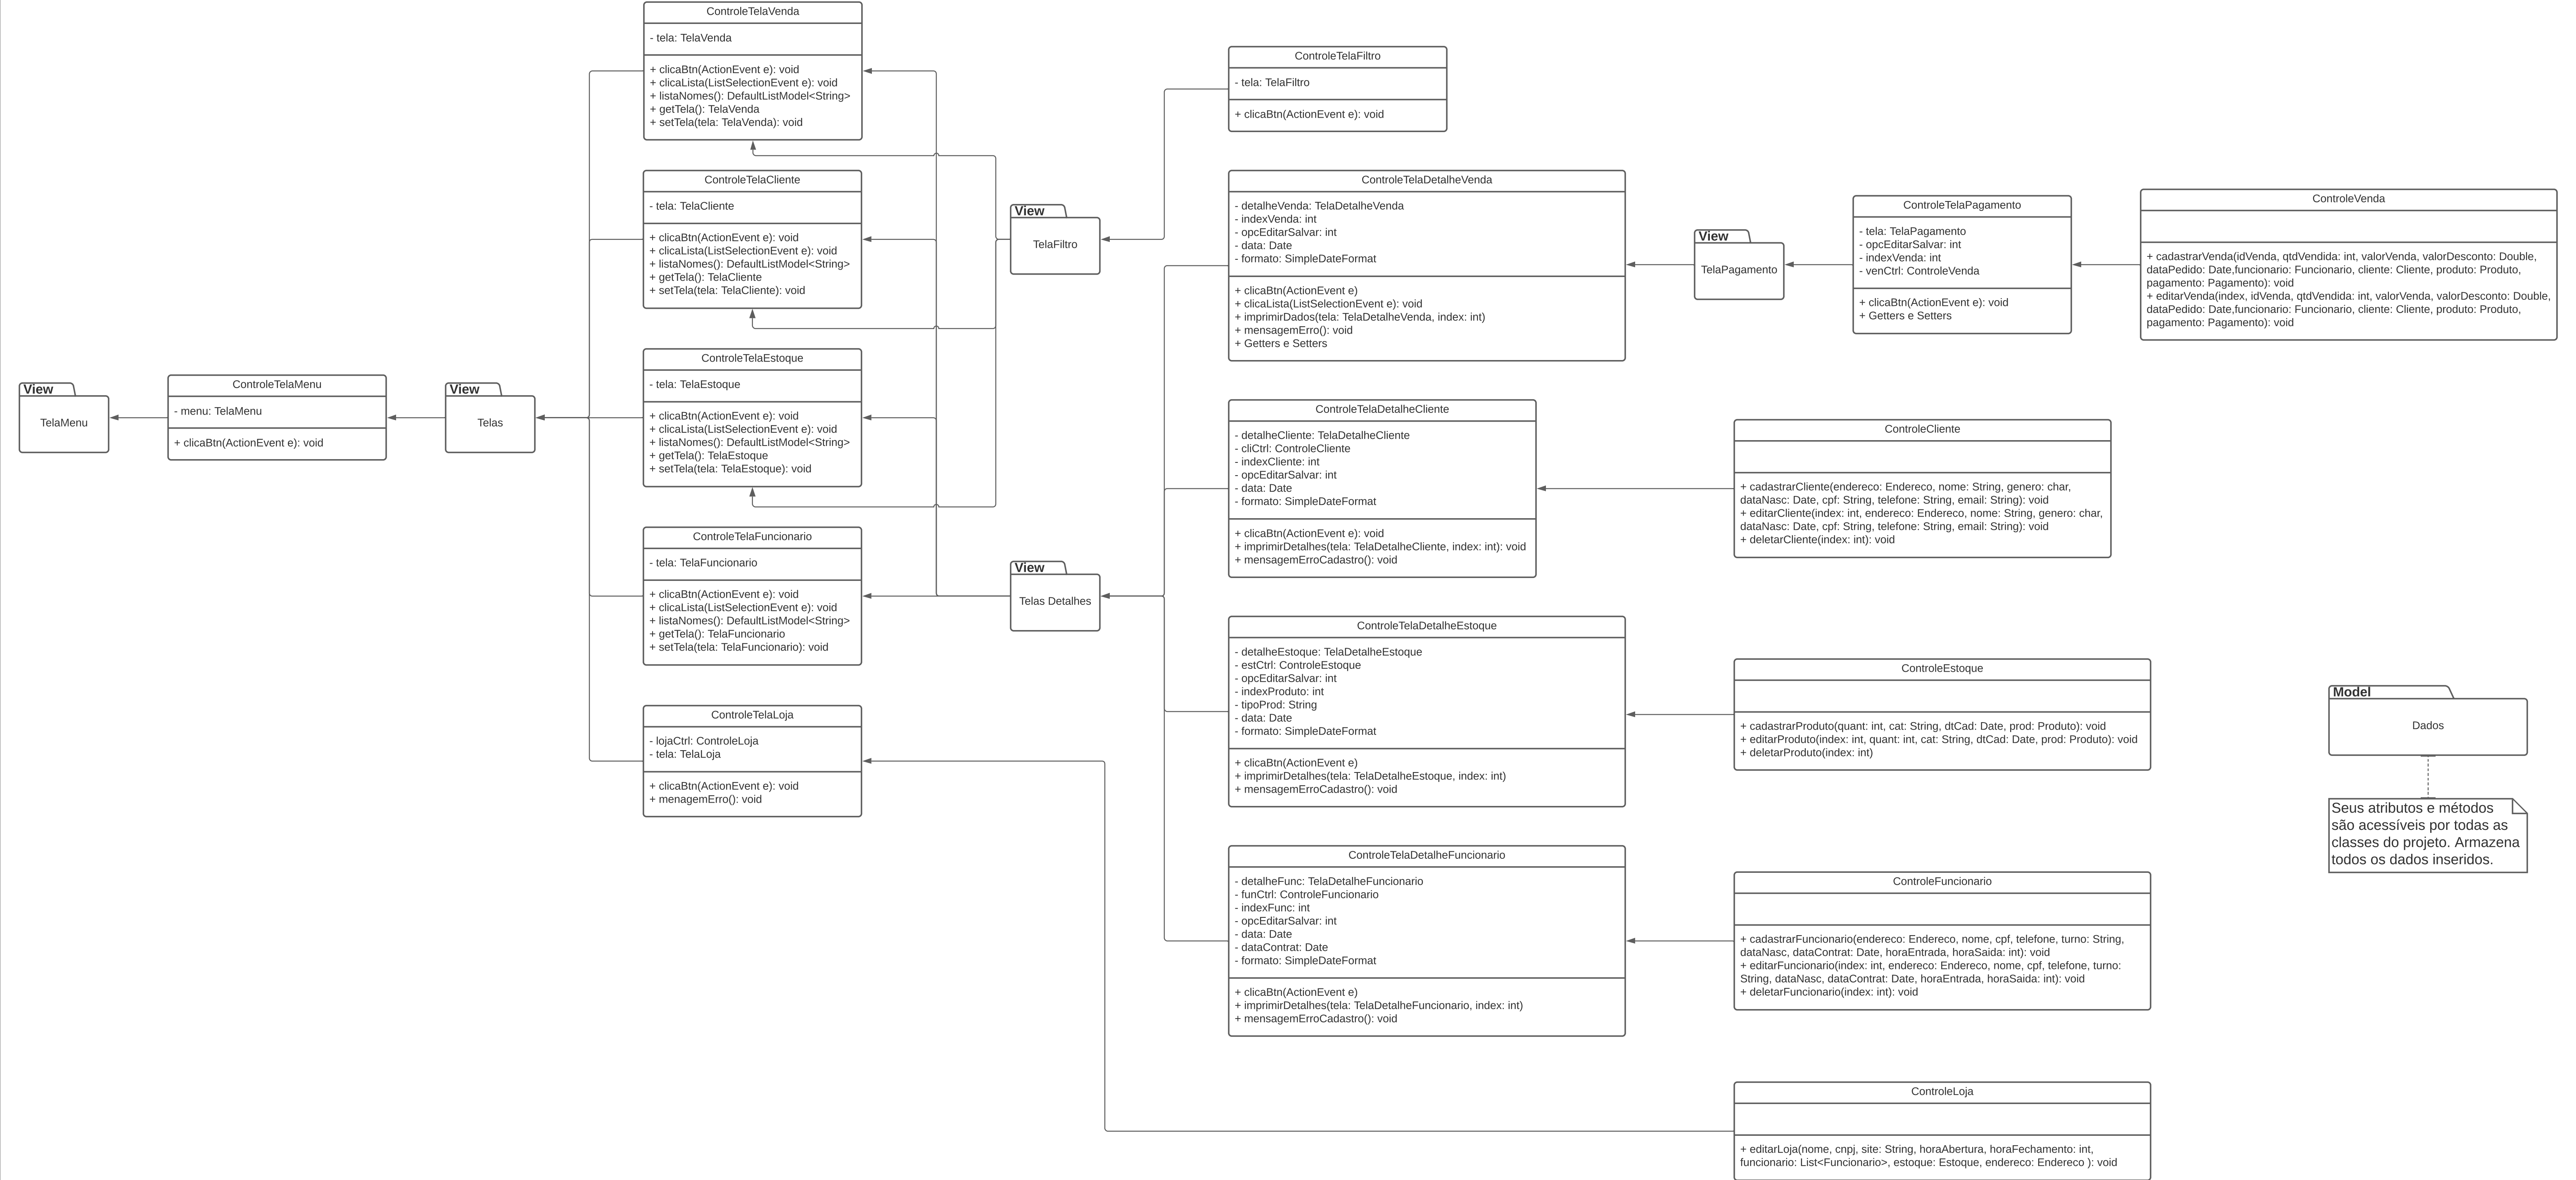 ControleTelaVenda
- tela: TelaVenda
+ clicaBtn(ActionEvent e): void
+ clicaLista(ListSelectionEvent e): void
+ listaNomes(): DefaultListModel<String>
+ getTela(): TelaVenda
+ setTela(tela: TelaVenda): void
ControleTelaCliente
- tela: TelaCliente
+ clicaBtn(ActionEvent e): void
+ clicaLista(ListSelectionEvent e): void
+ listaNomes(): DefaultListModel<String>
+ getTela(): TelaCliente
+ setTela(tela: TelaCliente): void
View
TelaMenu
ControleTelaMenu
- menu: TelaMenu
+ clicaBtn(ActionEvent e): void
View
Telas
ControleTelaEstoque
- tela: TelaEstoque
+ clicaBtn(ActionEvent e): void
+ clicaLista(ListSelectionEvent e): void
+ listaNomes(): DefaultListModel<String>
+ getTela(): TelaEstoque
+ setTela(tela: TelaEstoque): void
ControleTelaFuncionario
- tela: TelaFuncionario
+ clicaBtn(ActionEvent e): void
+ clicaLista(ListSelectionEvent e): void
+ listaNomes(): DefaultListModel<String>
+ getTela(): TelaFuncionario
+ setTela(tela: TelaFuncionario): void
ControleTelaLoja
- lojaCtrl: ControleLoja
- tela: TelaLoja
+ clicaBtn(ActionEvent e): void
+ menagemErro(): void
View
TelaFiltro
View
Telas Detalhes
ControleTelaFiltro
- tela: TelaFiltro
+ clicaBtn(ActionEvent e): void
ControleTelaDetalheVenda
- detalheVenda: TelaDetalheVenda
- indexVenda: int
- opcEditarSalvar: int
- data: Date
- formato: SimpleDateFormat
+ clicaBtn(ActionEvent e)
+ clicaLista(ListSelectionEvent e): void
+ imprimirDados(tela: TelaDetalheVenda, index: int)
+ mensagemErro(): void
+ Getters e Setters
View
TelaPagamento
ControleTelaPagamento
- tela: TelaPagamento
- opcEditarSalvar: int
- indexVenda: int
- venCtrl: ControleVenda
+ clicaBtn(ActionEvent e): void
+ Getters e Setters
ControleVenda
+ cadastrarVenda(idVenda, qtdVendida: int, valorVenda, valorDesconto: Double,
dataPedido: Date,funcionario: Funcionario, cliente: Cliente, produto: Produto,
pagamento: Pagamento): void
+ editarVenda(index, idVenda, qtdVendida: int, valorVenda, valorDesconto: Double,
dataPedido: Date,funcionario: Funcionario, cliente: Cliente, produto: Produto,
pagamento: Pagamento): void
ControleTelaDetalheCliente
- detalheCliente: TelaDetalheCliente
- cliCtrl: ControleCliente
- indexCliente: int
- opcEditarSalvar: int
- data: Date
- formato: SimpleDateFormat
+ clicaBtn(ActionEvent e): void
+ imprimirDetalhes(tela: TelaDetalheCliente, index: int): void
+ mensagemErroCadastro(): void
ControleCliente
+ cadastrarCliente(endereco: Endereco, nome: String, genero: char,
dataNasc: Date, cpf: String, telefone: String, email: String): void
+ editarCliente(index: int, endereco: Endereco, nome: String, genero: char,
dataNasc: Date, cpf: String, telefone: String, email: String): void
+ deletarCliente(index: int): void
ControleTelaDetalheEstoque
- detalheEstoque: TelaDetalheEstoque
- estCtrl: ControleEstoque
- opcEditarSalvar: int
- indexProduto: int
- tipoProd: String
- data: Date
- formato: SimpleDateFormat
+ clicaBtn(ActionEvent e)
+ imprimirDetalhes(tela: TelaDetalheEstoque, index: int)
+ mensagemErroCadastro(): void
ControleEstoque
+ cadastrarProduto(quant: int, cat: String, dtCad: Date, prod: Produto): void
+ editarProduto(index: int, quant: int, cat: String, dtCad: Date, prod: Produto): void
+ deletarProduto(index: int)
ControleTelaDetalheFuncionario
- detalheFunc: TelaDetalheFuncionario
- funCtrl: ControleFuncionario
- indexFunc: int
- opcEditarSalvar: int
- data: Date
- dataContrat: Date
- formato: SimpleDateFormat
+ clicaBtn(ActionEvent e)
+ imprimirDetalhes(tela: TelaDetalheFuncionario, index: int)
+ mensagemErroCadastro(): void
ControleFuncionario
+ cadastrarFuncionario(endereco: Endereco, nome, cpf, telefone, turno: String,
dataNasc, dataContrat: Date, horaEntrada, horaSaida: int): void
+ editarFuncionario(index: int, endereco: Endereco, nome, cpf, telefone, turno:
String, dataNasc, dataContrat: Date, horaEntrada, horaSaida: int): void
+ deletarFuncionario(index: int): void
ControleLoja
+ editarLoja(nome, cnpj, site: String, horaAbertura, horaFechamento: int,
funcionario: List<Funcionario>, estoque: Estoque, endereco: Endereco ): void
Model
Dados
Seus atributos e métodos
são acessíveis por todas as
classes do projeto. Armazena
todos os dados inseridos.